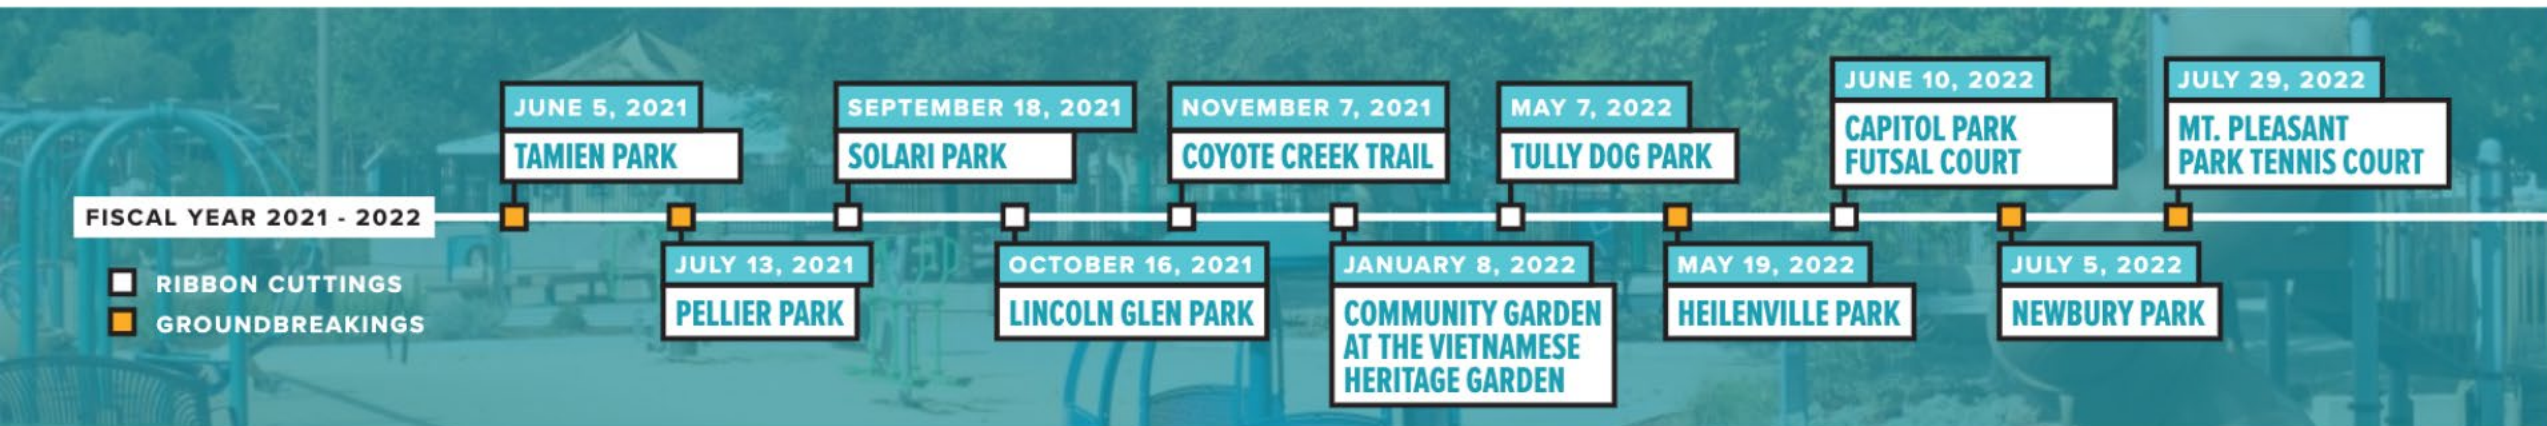 JUNE 5, 2021
TAMIEN PARK
SEPTEMBER 18, 2021
SOLARI PARK
NOVEMBER 7, 2021
COYOTE CREEK TRAIL
MAY 7, 2022
TULLY DOG PARK
JUNE 10, 2022
CAPITOL PARK
FUTSAL COURT
JULY 29, 2022
MT. PLEASANT
PARK TENNIS COURT
FISCAL YEAR 2021 - 2022
RIBBON CUTTINGS
GROUNDBREAKINGS
JULY 13, 2021
PELLIER PARK
OCTOBER 16, 2021
LINCOLN GLEN PARK
JANUARY 8, 2022
COMMUNITY GARDEN
AT THE VIETNAMESE
HERITAGE GARDEN
MAY 19, 2022
HEILENVILLE PARK
JULY 5, 2022
NEWBURY PARK